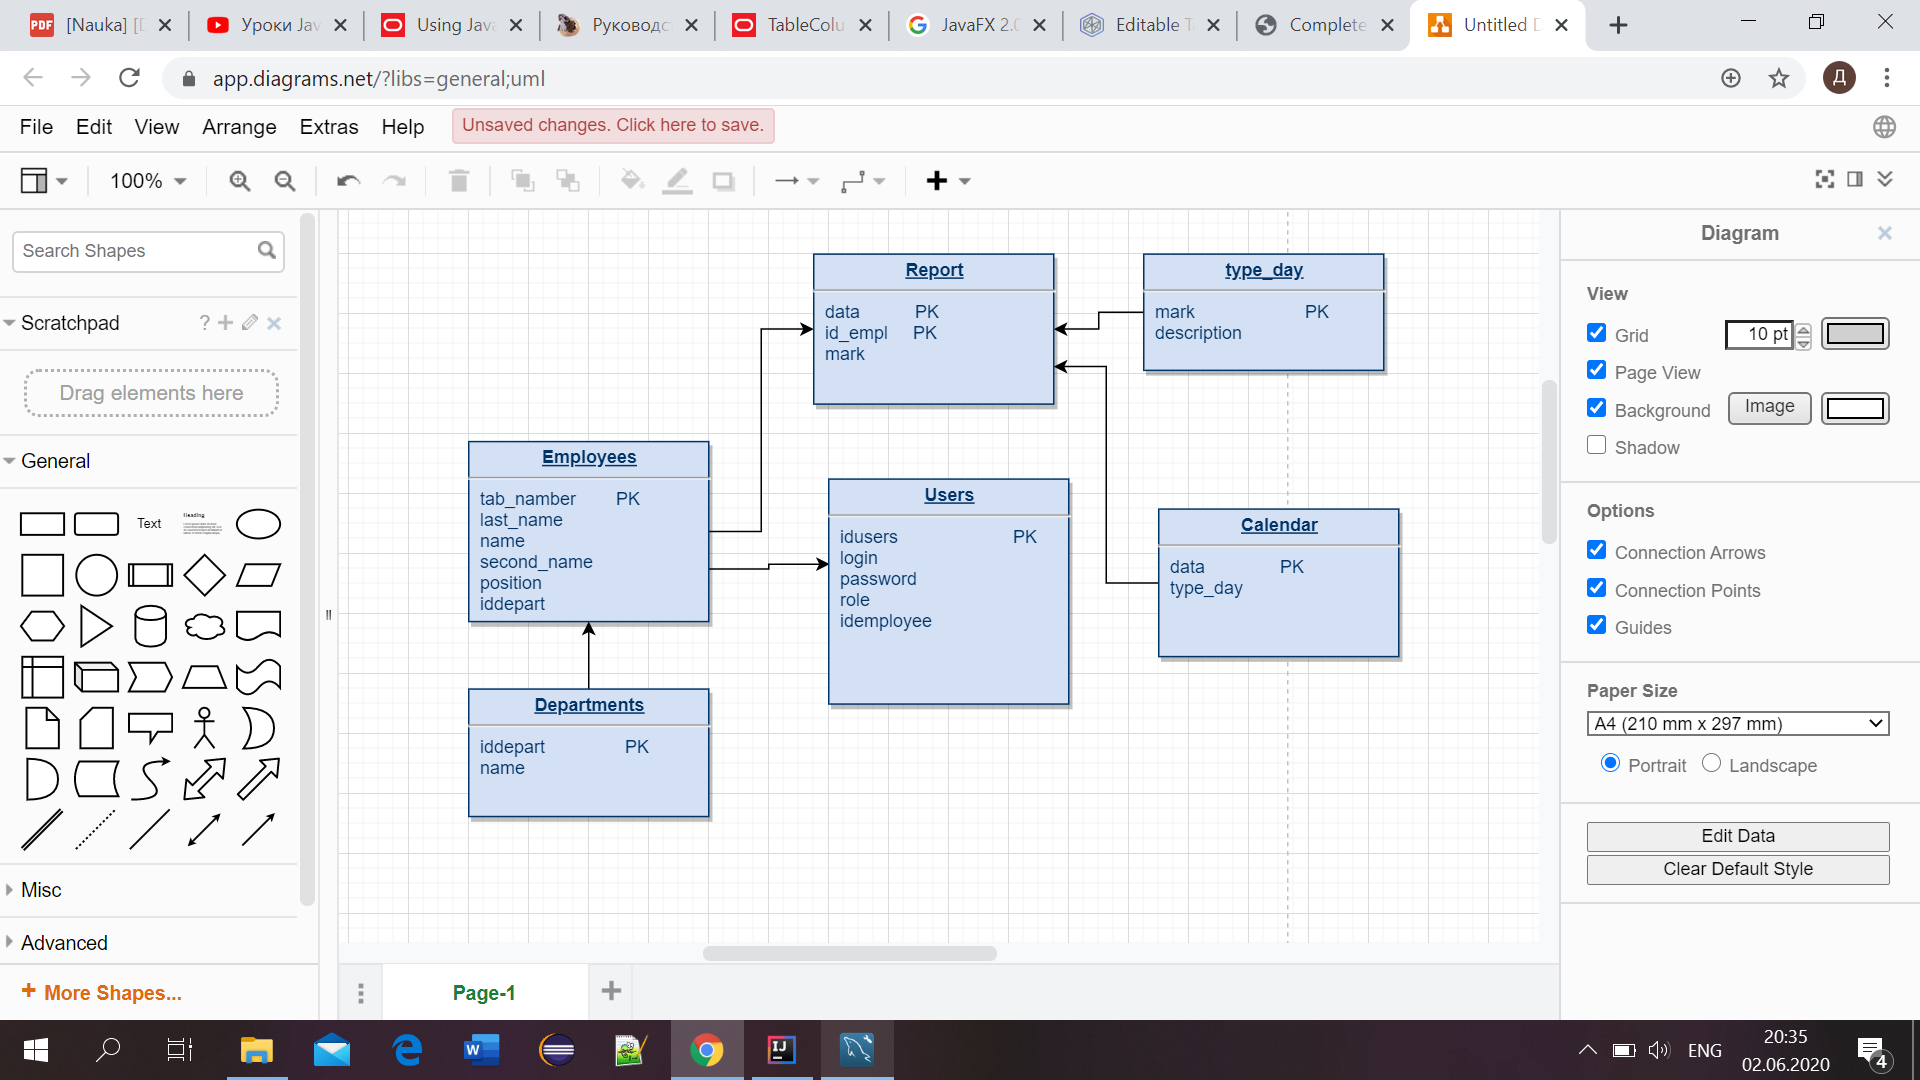 [Nauka] [
Уроки Jav
Using Java
Руководс
TableColu
JavaFX 2.0
Editable T
Complete
Untitled D
app.diagrams.net/?libs=general;uml
Д
File Edit View Arrange Extras Help
Unsaved changes. Click here to save.
100%
Search Shapes
Scratchpad
?
Drag elements here
General
Text
Heading
Misc
Advanced
+ More Shapes...
Report
data PK
id_empl PK
mark
type_day
mark PK
description
Employees
tab_namber PK
last_name
name
second_name
position
iddepart
Users
idusers PK
login
password
role
idemployee
Calendar
data PK
type_day
Departments
iddepart PK
name
Page-1
Diagram
View
Grid 10 pt
Page View
Background Image
Shadow
Options
Connection Arrows
Connection Points
Guides
Paper Size
A4 (210 mm x 297 mm)
Portrait Landscape
Edit Data
Clear Default Style
ENG
20:35
02.06.2020
4